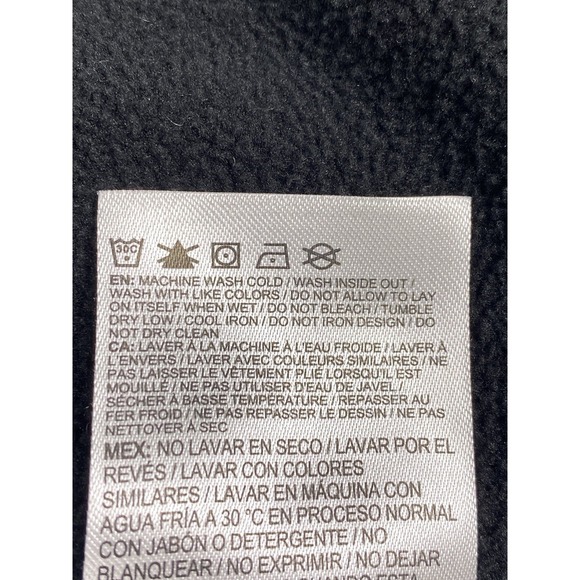 30C
EN: MACHINE WASH COLD / WASH INSIDE OUT /
WASH WITH LIKE COLORS / DO NOT ALLOW TO LAY
ON ITSELF WHEN WET / DO NOT BLEACH / TUMBLE
DRY LOW / COOL IRON / DO NOT IRON DESIGN / DO
NOT DRY CLEAN
CA: LAVER À LA MACHINE À L'EAU FROIDE / LAVER À
L'ENVERS / LAVER AVEC COULEURS SIMILAIRES / NE
PAS LAISSER LE VÊTEMENT PLIÉ LORSQU'IL EST
MOUILLÉ / NE PAS UTILISER D'EAU DE JAVEL /
SÉCHER À BASSE TEMPÉRATURE / REPASSER AU
FER FROID / NE PAS REPASSER LE DESSIN / NE PAS
NETTOYER À SEC
MEX: NO LAVAR EN SECO / LAVAR POR EL
REVÉS / LAVAR CON COLORES
SIMILARES / LAVAR EN MÁQUINA CON
AGUA FRÍA A 30 °C EN PROCESO NORMAL
CON JABÓN O DETERGENTE / NO
BLANQUEAR / NO EXPRIMIR / NO DEJAR